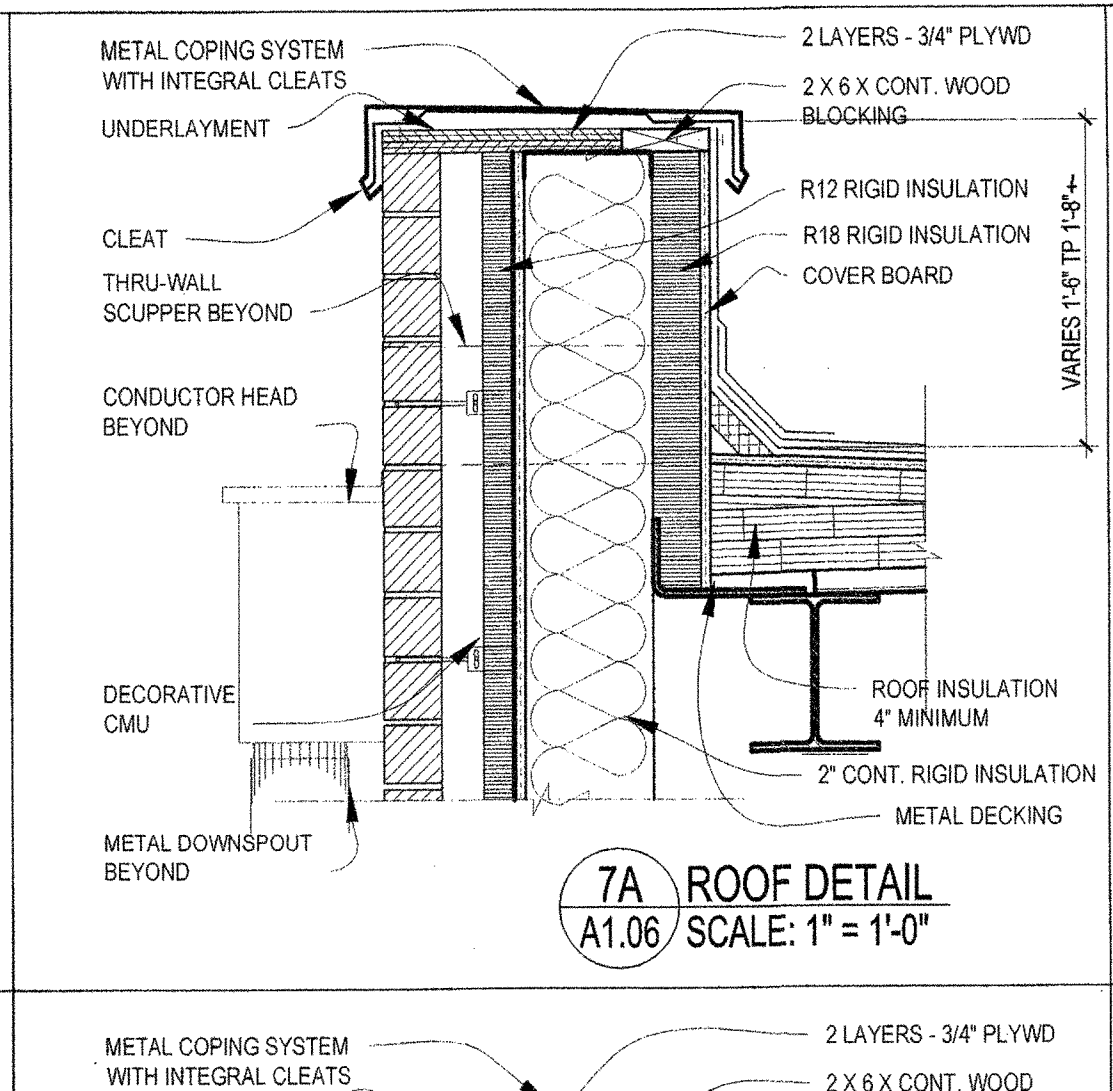 METAL COPING SYSTEM
WITH INTEGRAL CLEATS
UNDERLAYMENT
CLEAT
THRU-WALL
SCUPPER BEYOND
CONDUCTOR HEAD
BEYOND
DECORATIVE
CMU
METAL DOWNSPOUT
BEYOND
2 LAYERS - 3/4" PLYWD
2 X 6 X CONT. WOOD
BLOCKING
R12 RIGID INSULATION
R18 RIGID INSULATION
COVER BOARD
VARIES 1'-6" TP 1'-8"+
ROOF INSULATION
4" MINIMUM
2" CONT. RIGID INSULATION
METAL DECKING
7A ROOF DETAIL
A1.06 SCALE: 1" = 1'-0"
METAL COPING SYSTEM
WITH INTEGRAL CLEATS
2 LAYERS - 3/4" PLYWD
2 X 6 X CONT. WOOD